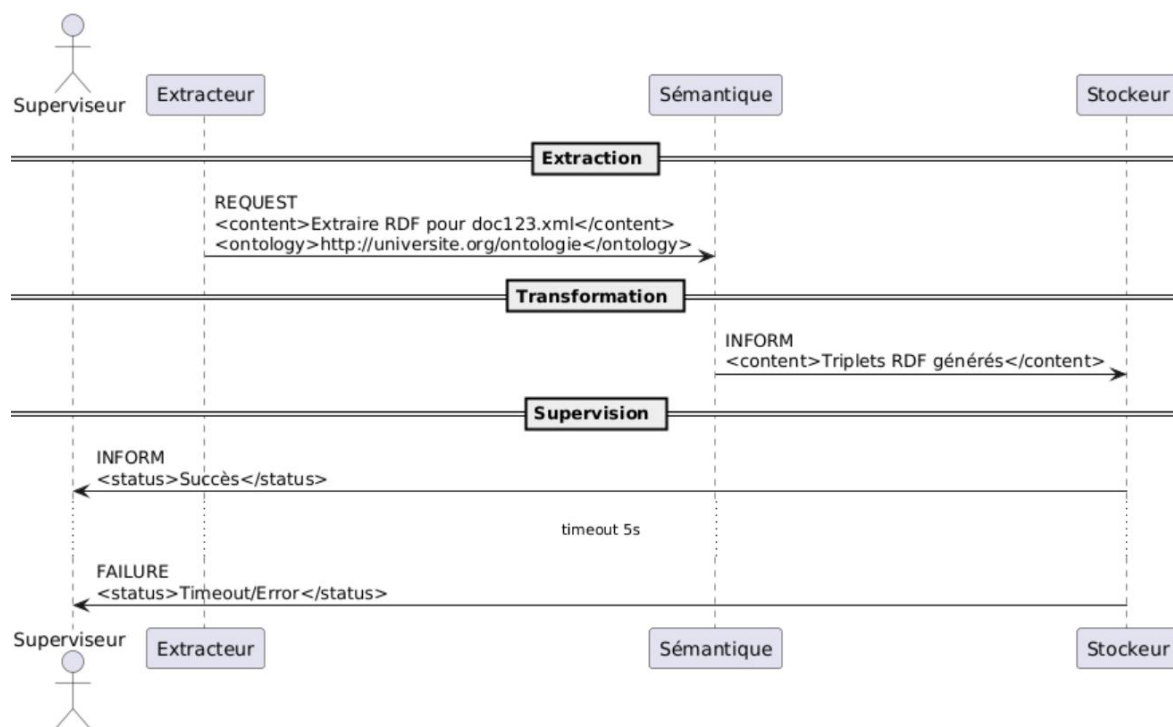 Superviseur
Extracteur
Sémantique
Stockeur
Extraction
REQUEST
<content>Extraire RDF pour doc123.xml</content>
<ontology>http://universite.org/ontologie</ontology>
Transformation
INFORM
<content>Triplets RDF générés</content>
Supervision
INFORM
<status>Succès</status>
timeout 5s
FAILURE
<status>Timeout/Error</status>
Superviseur
Extracteur
Sémantique
Stockeur